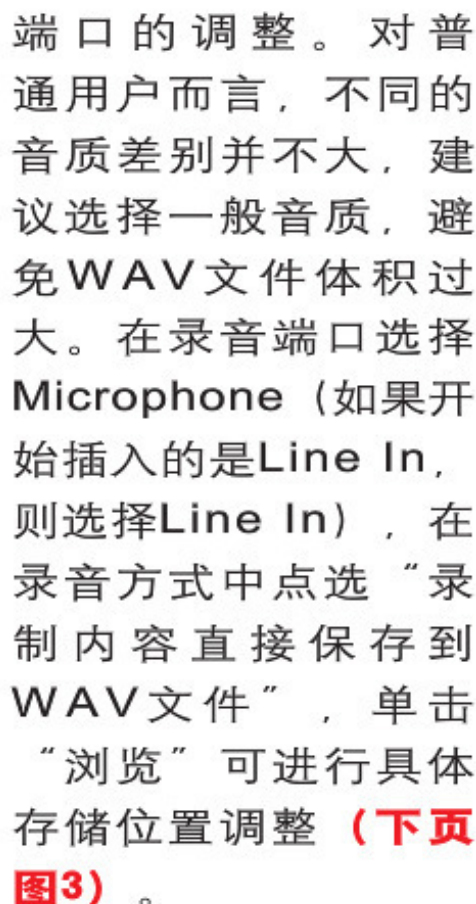 端口的调整。对普
通用户而言，不同的
音质差别并不大，建
议选择一般音质，避
免WAV文件体积过
大。在录音端口选择
Microphone（如果开
始插入的是Line In，
则选择Line In），在
录音方式中点选“录
制内容直接保存到
WAV文件”，单击
“浏览”可进行具体
存储位置调整（下页
图3）。